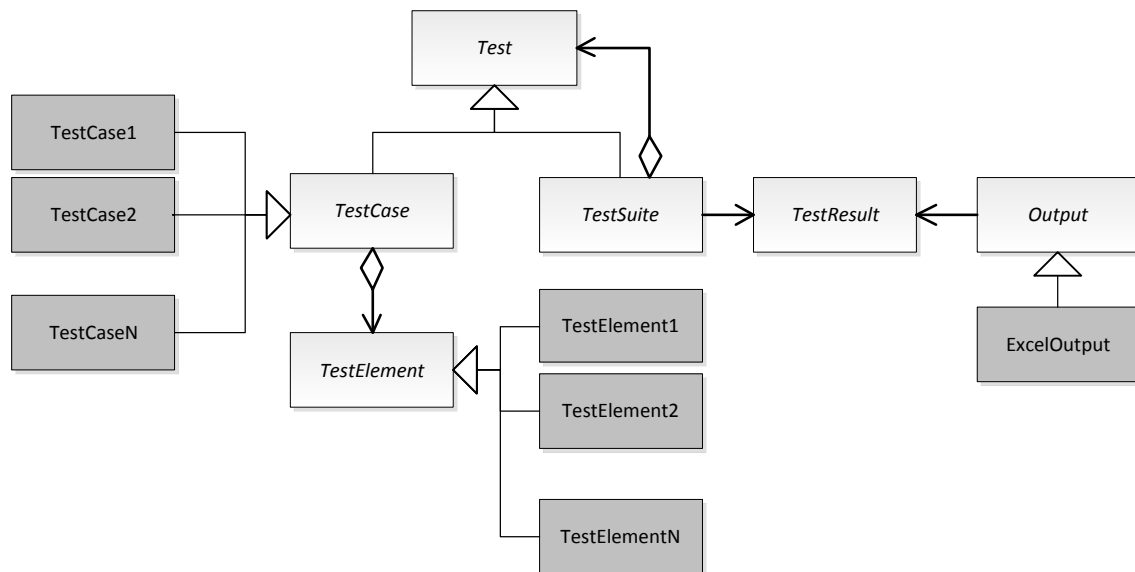 Test
TestCase1
TestCase2
TestCaseN
TestCase
TestSuite
TestResult
Output
TestElement
TestElement1
TestElement2
TestElementN
ExcelOutput